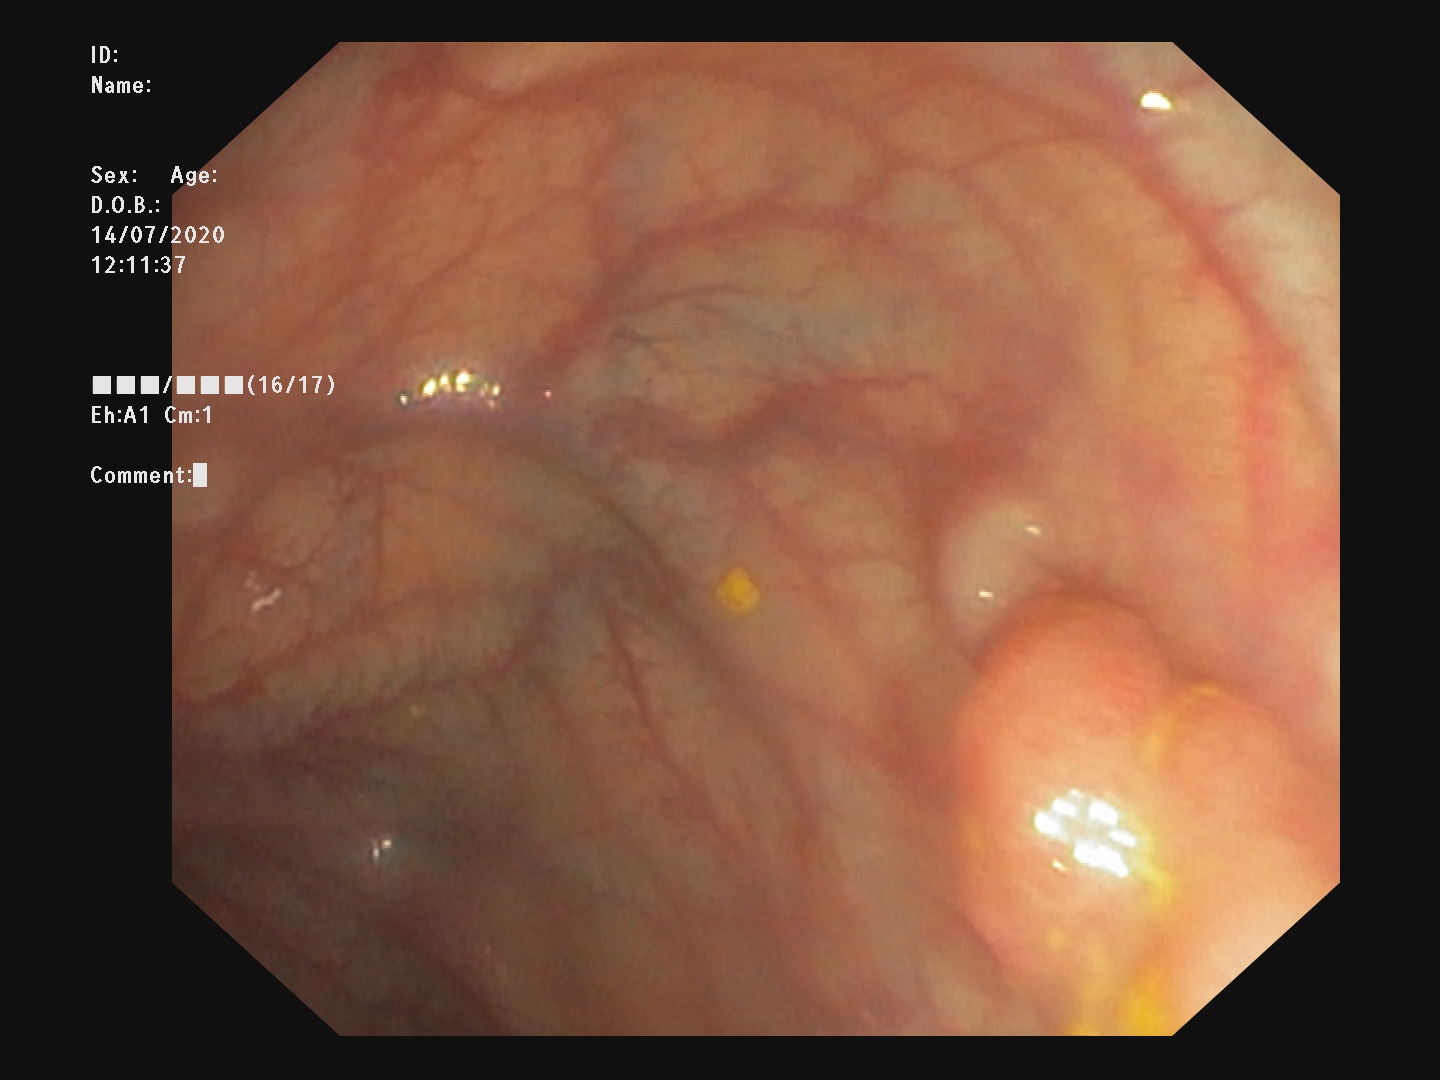 ID:
Name:
Sex: Age:
D.O.B.:
14/07/2020
12:11:37
■■■/■■■(16/17)
Eh:A1 Cm:1
Comment: